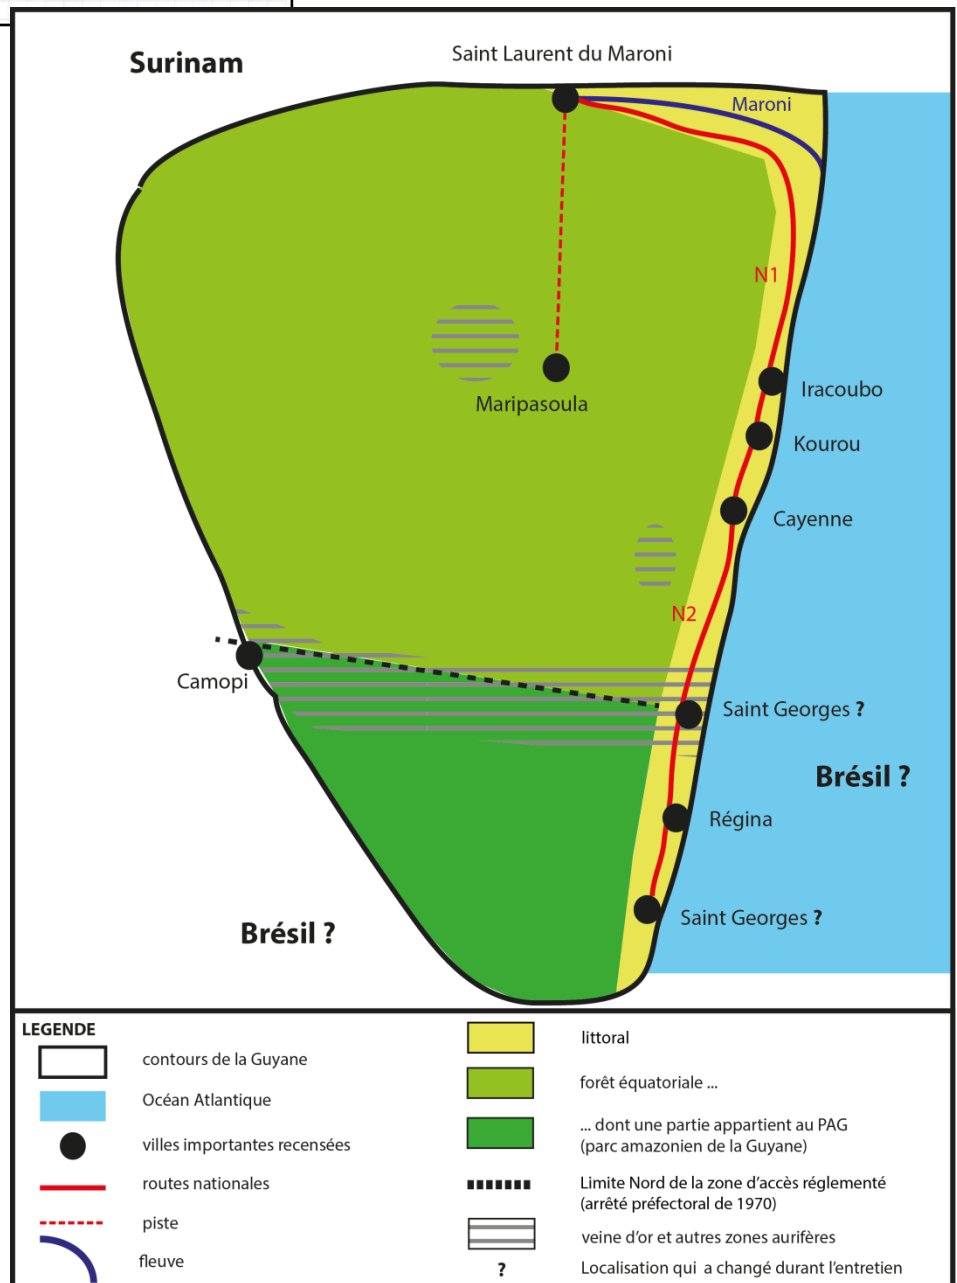 Surinam
Saint Laurent du Maroni
Maroni
N1
Iracoubo
Maripasoula
Kourou
Cayenne
N2
Camopi
Saint Georges ?
Brésil ?
Régina
Saint Georges ?
Brésil ?
LEGENDE
contours de la Guyane
Océan Atlantique
villes importantes recensées
routes nationales
piste
fleuve
littoral
forêt équatoriale ...
... dont une partie appartient au PAG
(parc amazonien de la Guyane)
Limite Nord de la zone d'accès réglementé
(arrêté préfectoral de 1970)
veine d'or et autres zones aurifères
? Localisation qui a changé durant l'entretien